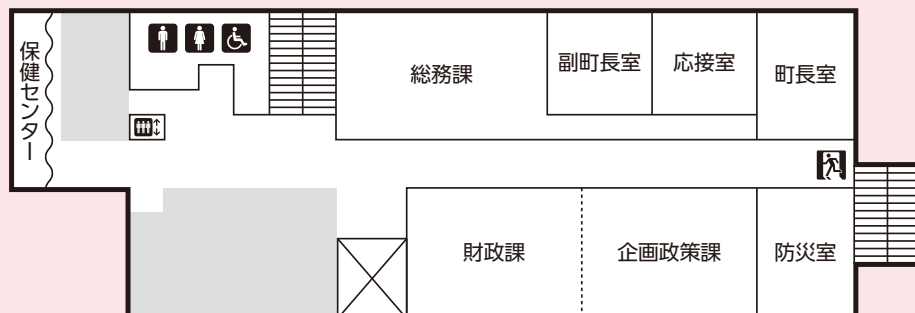 保健センター
総務課
副町長室
応接室
町長室
財政課
企画政策課
防災室